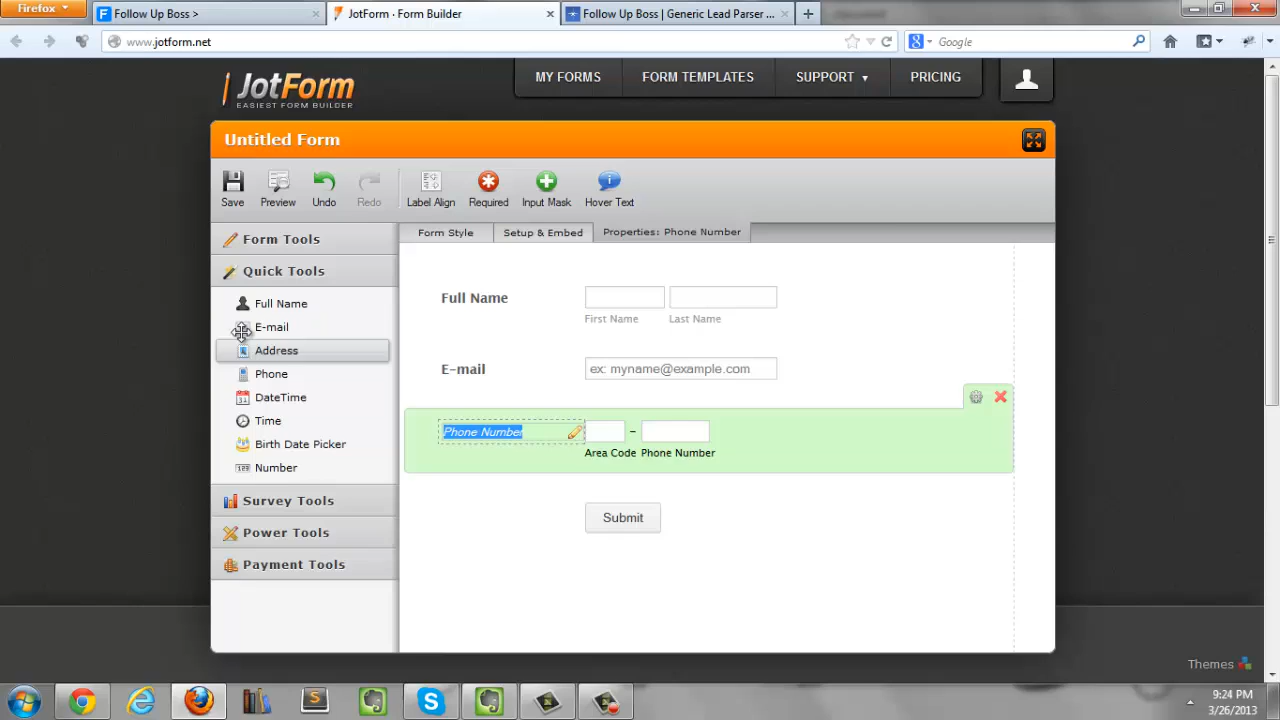 Firefox
Follow Up Boss >
JotForm · Form Builder
Follow Up Boss | Generic Lead Parser ...
www.jotform.net
Google
JotForm
EASIEST FORM BUILDER
MY FORMS
FORM TEMPLATES
SUPPORT
PRICING
Untitled Form
Save
Preview
Undo
Redo
Label Align
Required
Input Mask
Hover Text
Form Tools
Form Style
Setup & Embed
Properties: Phone Number
Quick Tools
Full Name
E-mail
Address
Phone
DateTime
Time
Birth Date Picker
Number
Survey Tools
Power Tools
Payment Tools
Full Name
First Name
Last Name
E-mail
ex: myname@example.com
Phone Number
-
Area Code
Phone Number
Submit
Themes
9:24 PM
3/26/2013